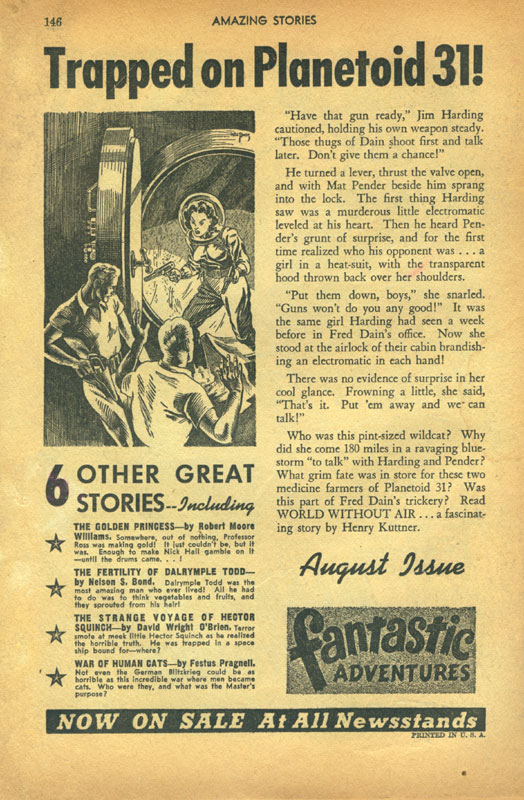 146
AMAZING STORIES
Trapped on Planetoid 31!
"Have that gun ready," Jim Harding
cautioned, holding his own weapon steady.
"Those thugs of Dain shoot first and talk
later. Don't give them a chance!"
He turned a lever, thrust the valve open,
and with Mat Pender beside him sprang
into the lock. The first thing Harding
saw was a murderous little electromatic
leveled at his heart. Then he heard Pen-
der's grunt of surprise, and for the first
time realized who his opponent was . . . a
girl in a heat-suit, with the transparent
hood thrown back over her shoulders.
"Put them down, boys," she snarled.
"Guns won't do you any good!" It was
the same girl Harding had seen a week
before in Fred Dain's office. Now she
stood at the airlock of their cabin brandish-
ing an electromatic in each hand!
There was no evidence of surprise in her
cool glance. Frowning a little, she said,
"That's it. Put 'em away and we can
talk!"
Who was this pint-sized wildcat? Why
did she come 180 miles in a ravaging blue-
storm "to talk" with Harding and Pender?
What grim fate was in store for these two
medicine farmers of Planetoid 31? Was
this part of Fred Dain's trickery? Read
WORLD WITHOUT AIR . . . a fascinat-
ing story by Henry Kuttner.
6 OTHER GREAT
STORIES--Including
THE GOLDEN PRINCESS—by Robert Moore
Williams. Somewhere, out of nothing, Professor
Ross was making gold! It just couldn't be, but it
was. Enough to make Nick Hall gamble on it
—until the drums came. . . !
THE FERTILITY OF DALRYMPLE TODD—
by Nelson S. Bond. Dalrymple Todd was the
most amazing man who ever lived! All he had
to do was to think vegetables and fruits, and
they sprouted from his hair!
THE STRANGE VOYAGE OF HECTOR
SQUINCH—by David Wright O'Brien. Terror
smote at meek little Hector Squinch as he realized
the horrible truth. He was trapped in a space
ship bound for—where?
WAR OF HUMAN CATS—by Festus Pragnell.
Not even the German Blitzkrieg could be as
horrible as this incredible war where men became
cats. Who were they, and what was the Master's
purpose?
August Issue
fantastic
ADVENTURES
NOW ON SALE At All Newsstands
PRINTED IN U. S. A.